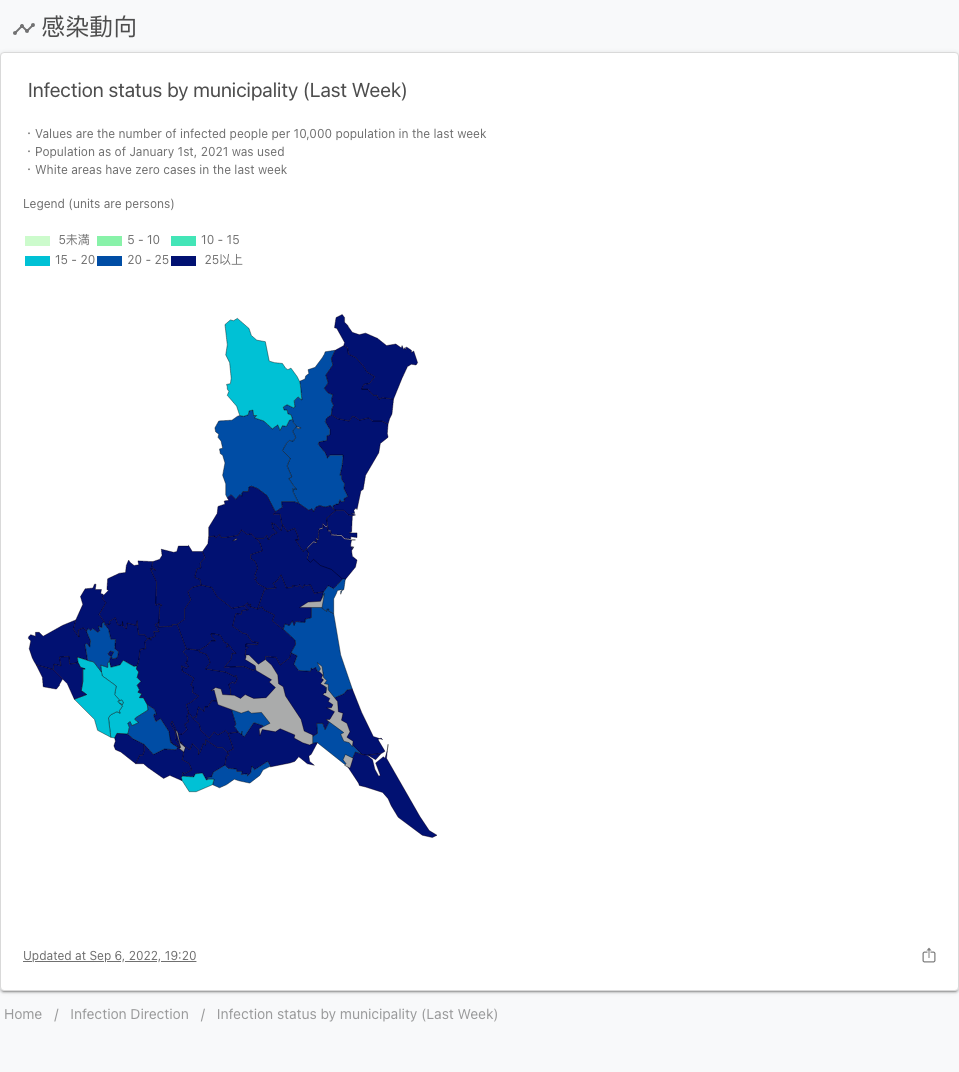 感染動向
Infection status by municipality (Last Week)
・Values are the number of infected people per 10,000 population in the last week
・Population as of January 1st, 2021 was used
・White areas have zero cases in the last week
Legend (units are persons)
5未満 5 - 10 10 - 15
15 - 20 20 - 25 25以上
Updated at Sep 6, 2022, 19:20
Home / Infection Direction / Infection status by municipality (Last Week)